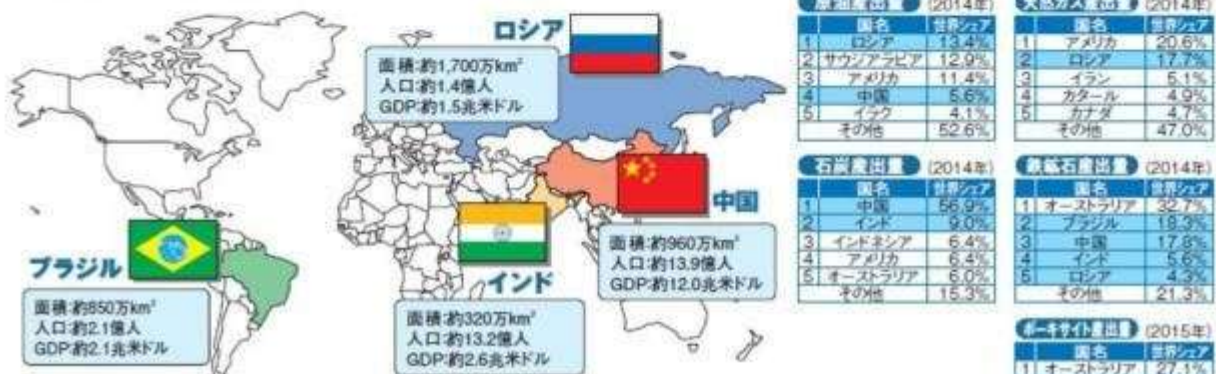 ロシア
面積:約1,700万km²
人口:約1.4億人
GDP:約1.5兆米ドル
中国
面積:約960万km²
人口:約13.9億人
GDP:約12.0兆米ドル
インド
面積:約320万km²
人口:約13.2億人
GDP:約2.6兆米ドル
ブラジル
面積:約850万km²
人口:約2.1億人
GDP:約2.1兆米ドル
原油産出量 (2014年)
国名 世界シェア
1 ロシア 13.4%
2 サウジアラビア 12.9%
3 アメリカ 11.4%
4 中国 5.6%
5 イラク 4.1%
その他 52.6%
天然ガス産出量 (2014年)
国名 世界シェア
1 アメリカ 20.6%
2 ロシア 17.7%
3 イラン 5.1%
4 カタール 4.9%
5 カナダ 4.7%
その他 47.0%
石炭産出量 (2014年)
国名 世界シェア
1 中国 56.9%
2 インド 9.0%
3 インドネシア 6.4%
4 アメリカ 6.4%
5 オーストラリア 6.0%
その他 15.3%
鉄鉱石産出量 (2014年)
国名 世界シェア
1 オーストラリア 32.7%
2 ブラジル 18.3%
3 中国 17.8%
4 インド 5.6%
5 ロシア 4.3%
その他 21.3%
ボーキサイト産出量 (2015年)
国名 世界シェア
1 オーストラリア 27.1%